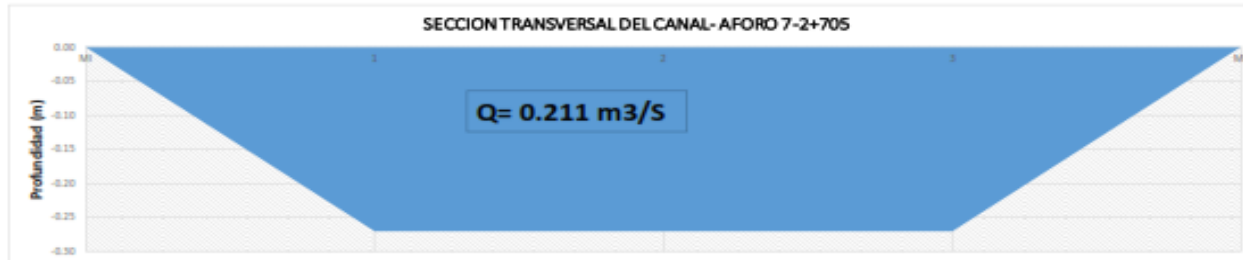 SECCION TRANSVERSAL DEL CANAL- AFORO 7-2+705
0.00
-0.05
-0.10
-0.15
-0.20
-0.25
-0.30
Profundidad (m)
MI 1 2 3 M
Q= 0.211 m3/S